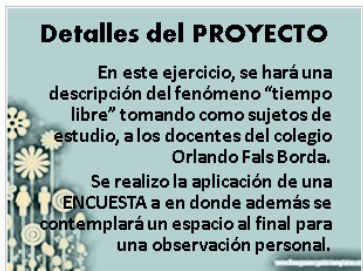 Detalles del PROYECTO
En este ejercicio, se hará una
descripción del fenómeno “tiempo
libre” tomando como sujetos de
estudio, a los docentes del colegio
Orlando Fals Borda.
Se realizo la aplicación de una
ENCUESTA a en donde además se
contemplará un espacio al final para
una observación personal.